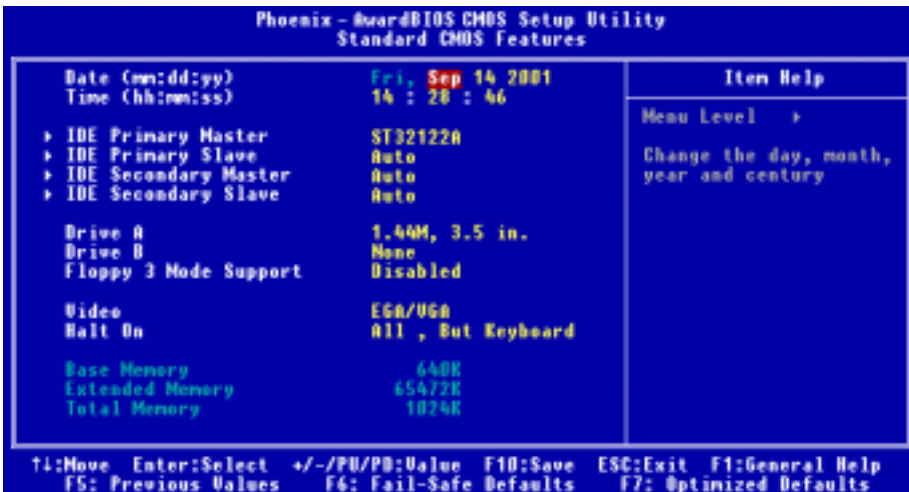 Phoenix - AwardBIOS CMOS Setup Utility
Standard CMOS Features
Date (mm:dd:yy) Fri, Sep 14 2001
Time (hh:mm:ss) 14 : 28 : 46
IDE Primary Master ST32122A
IDE Primary Slave Auto
IDE Secondary Master Auto
IDE Secondary Slave Auto
Drive A 1.44M, 3.5 in.
Drive B None
Floppy 3 Mode Support Disabled
Video EGA/VGA
Halt On All , But Keyboard
Base Memory 640K
Extended Memory 65472K
Total Memory 1024K
Item Help
Menu Level
Change the day, month,
year and century
↑↓:Move Enter:Select +/-/PU/PD:Value F10:Save ESC:Exit F1:General Help
F5: Previous Values F6: Fail-Safe Defaults F7: Optimized Defaults